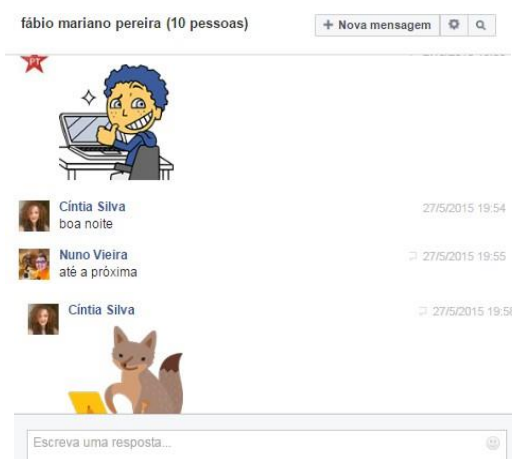 fábio mariano pereira (10 pessoas)
+ Nova mensagem
PT
Cíntia Silva
27/5/2015 19:54
boa noite
Nuno Vieira
27/5/2015 19:55
até a próxima
Cíntia Silva
Escreva uma resposta...